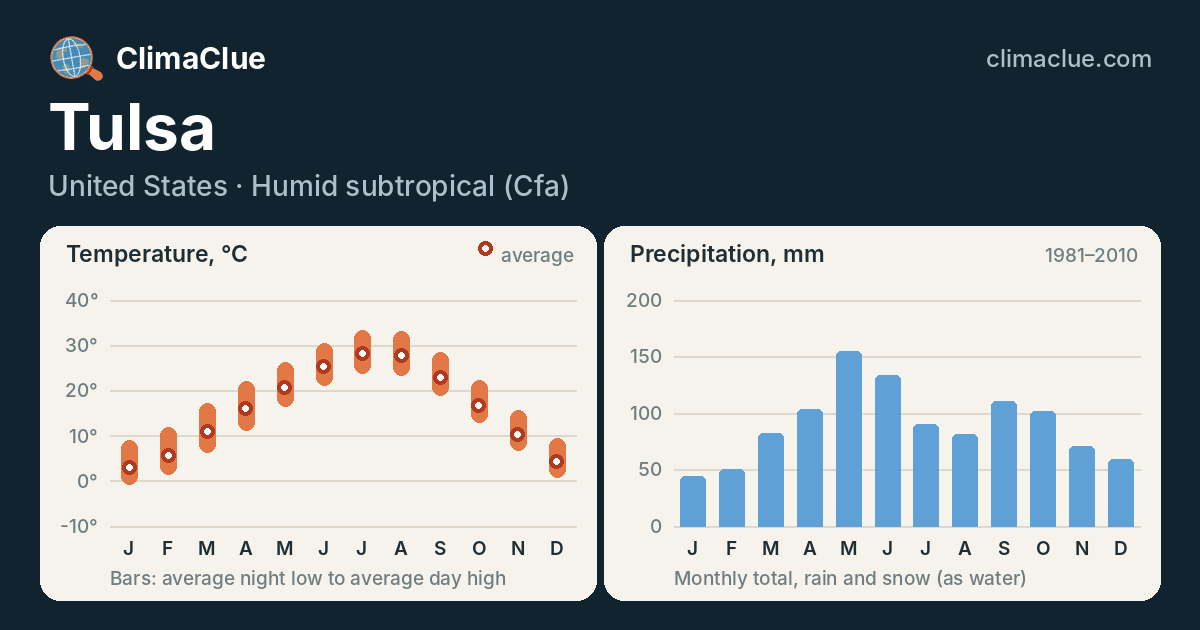 ClimaClue
climaclue.com
Tulsa
United States · Humid subtropical (Cfa)
Temperature, °C
average
40°
30°
20°
10°
0°
-10°
J F M A M J J A S O N D
Bars: average night low to average day high
Precipitation, mm
1981–2010
200
150
100
50
0
J F M A M J J A S O N D
Monthly total, rain and snow (as water)